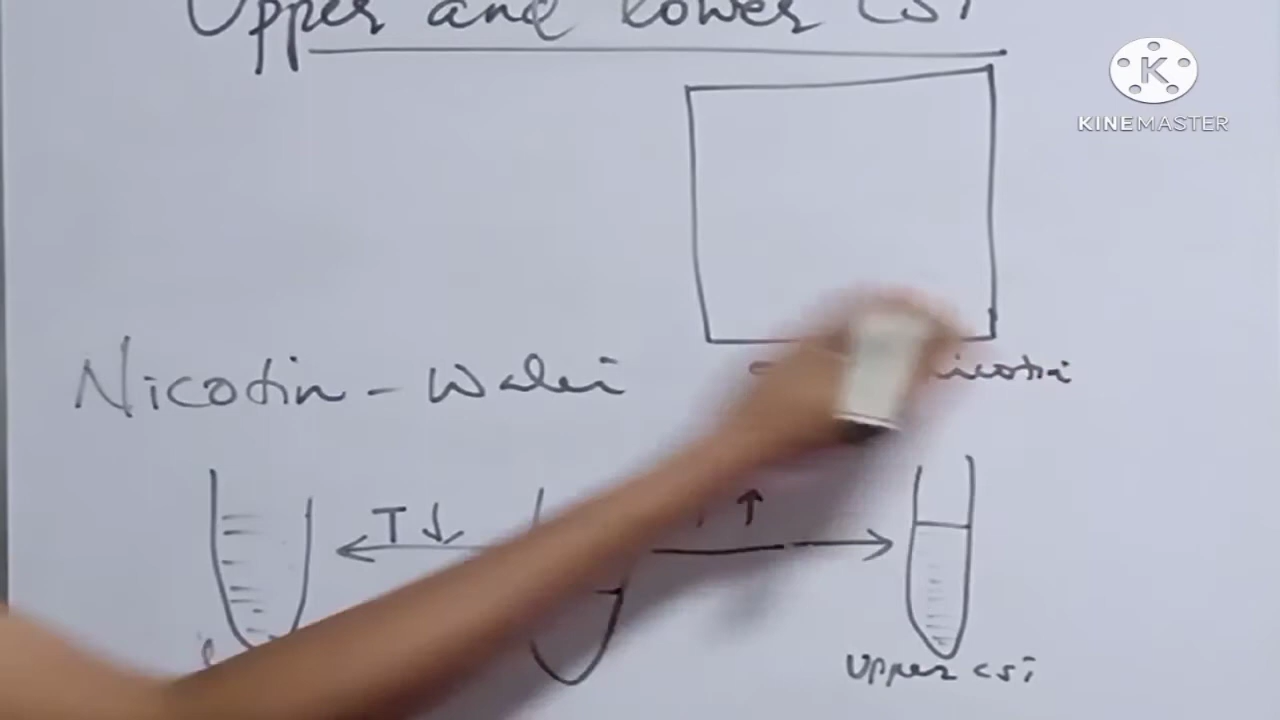 Upper and lower CST
K
KINEMASTER
Nicotin - Water
T ↓
↑
Upper CST